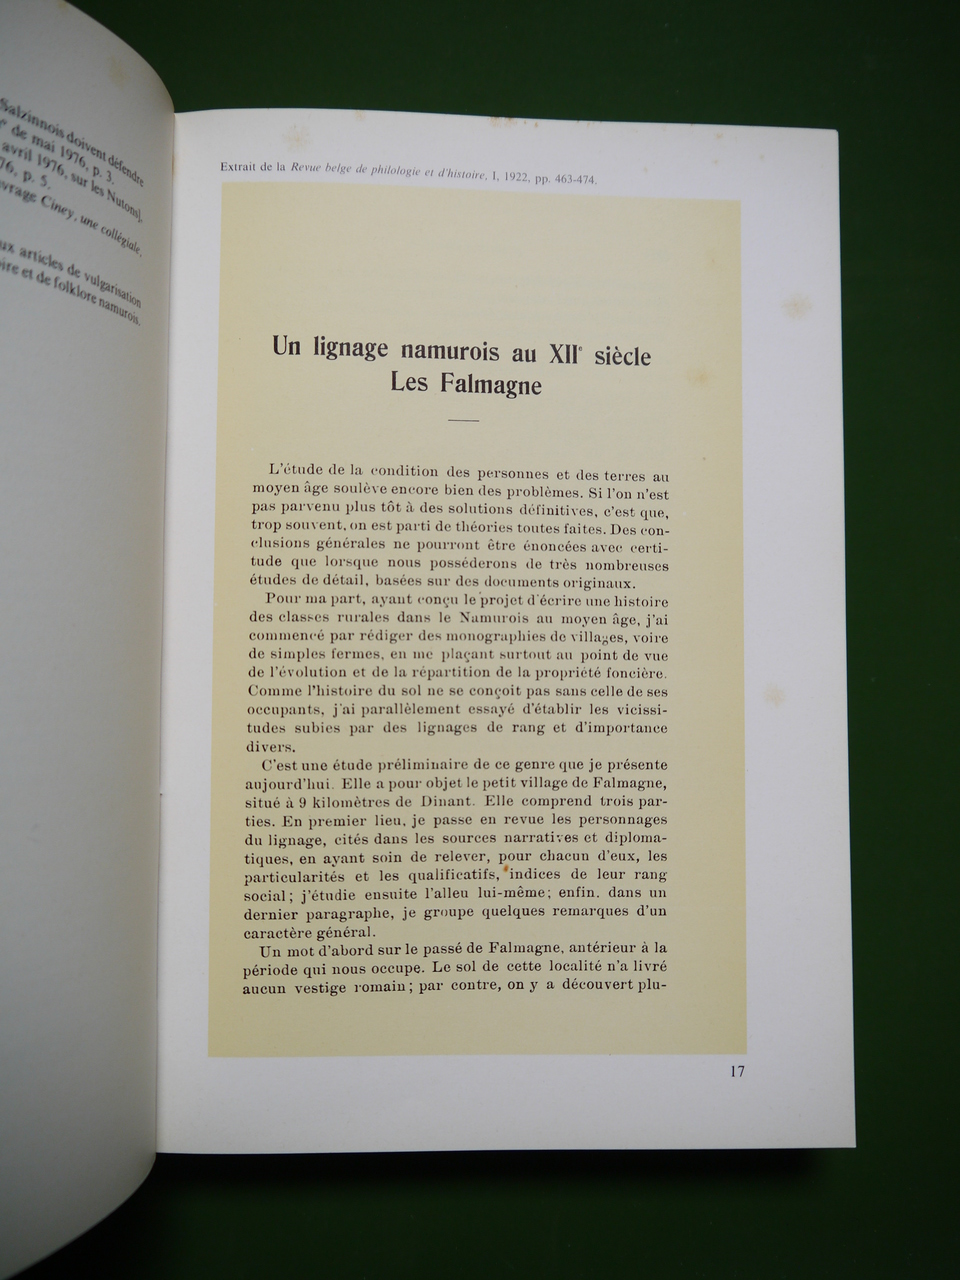 Salzinnois doivent défendre
de mai 1976, p. 3.
avril 1976, sur les Nutons].
76, p. 5.
vrage Ciney, une collégiale,
ux articles de vulgarisation
ire et de folklore namurois.
Extrait de la Revue belge de philologie et d'histoire, I, 1922, pp. 463-474.
Un lignage namurois au XIIe siècle
Les Falmagne
L'étude de la condition des personnes et des terres au
moyen âge soulève encore bien des problèmes. Si l'on n'est
pas parvenu plus tôt à des solutions définitives, c'est que,
trop souvent, on est parti de théories toutes faites. Des con-
clusions générales ne pourront être énoncées avec certi-
tude que lorsque nous posséderons de très nombreuses
études de détail, basées sur des documents originaux.
Pour ma part, ayant conçu le projet d'écrire une histoire
des classes rurales dans le Namurois au moyen âge, j'ai
commencé par rédiger des monographies de villages, voire
de simples fermes, en me plaçant surtout au point de vue
de l'évolution et de la répartition de la propriété foncière.
Comme l'histoire du sol ne se conçoit pas sans celle de ses
occupants, j'ai parallèlement essayé d'établir les vicissi-
tudes subies par des lignages de rang et d'importance
divers.
C'est une étude préliminaire de ce genre que je présente
aujourd'hui. Elle a pour objet le petit village de Falmagne,
situé à 9 kilomètres de Dinant. Elle comprend trois par-
ties. En premier lieu, je passe en revue les personnages
du lignage, cités dans les sources narratives et diploma-
tiques, en ayant soin de relever, pour chacun d'eux, les
particularités et les qualificatifs, indices de leur rang
social ; j'étudie ensuite l'alleu lui-même ; enfin. dans un
dernier paragraphe, je groupe quelques remarques d'un
caractère général.
Un mot d'abord sur le passé de Falmagne, antérieur à la
période qui nous occupe. Le sol de cette localité n'a livré
aucun vestige romain ; par contre, on y a découvert plu-
17